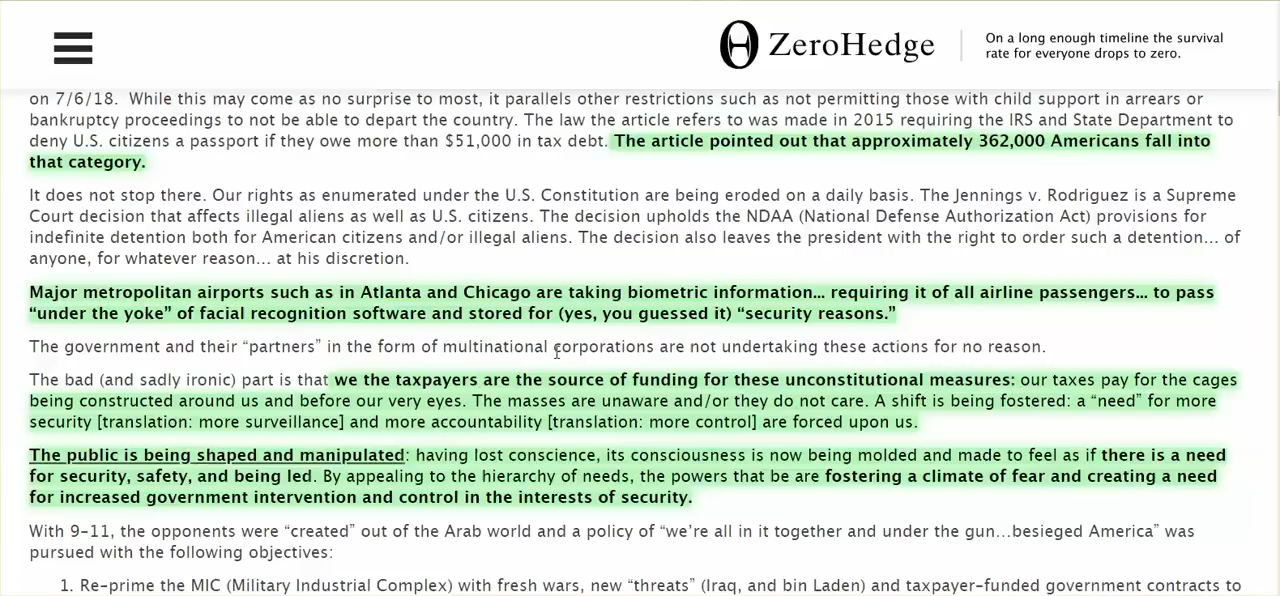 ZeroHedge
On a long enough timeline the survival
rate for everyone drops to zero.
on 7/6/18. While this may come as no surprise to most, it parallels other restrictions such as not permitting those with child support in arrears or
bankruptcy proceedings to not be able to depart the country. The law the article refers to was made in 2015 requiring the IRS and State Department to
deny U.S. citizens a passport if they owe more than $51,000 in tax debt. The article pointed out that approximately 362,000 Americans fall into
that category.
It does not stop there. Our rights as enumerated under the U.S. Constitution are being eroded on a daily basis. The Jennings v. Rodriguez is a Supreme
Court decision that affects illegal aliens as well as U.S. citizens. The decision upholds the NDAA (National Defense Authorization Act) provisions for
indefinite detention both for American citizens and/or illegal aliens. The decision also leaves the president with the right to order such a detention... of
anyone, for whatever reason... at his discretion.
Major metropolitan airports such as in Atlanta and Chicago are taking biometric information... requiring it of all airline passengers... to pass
“under the yoke” of facial recognition software and stored for (yes, you guessed it) “security reasons.”
The government and their “partners” in the form of multinational corporations are not undertaking these actions for no reason.
The bad (and sadly ironic) part is that we the taxpayers are the source of funding for these unconstitutional measures: our taxes pay for the cages
being constructed around us and before our very eyes. The masses are unaware and/or they do not care. A shift is being fostered: a “need” for more
security [translation: more surveillance] and more accountability [translation: more control] are forced upon us.
The public is being shaped and manipulated: having lost conscience, its consciousness is now being molded and made to feel as if there is a need
for security, safety, and being led. By appealing to the hierarchy of needs, the powers that be are fostering a climate of fear and creating a need
for increased government intervention and control in the interests of security.
With 9-11, the opponents were “created” out of the Arab world and a policy of “we’re all in it together and under the gun...besieged America” was
pursued with the following objectives:
1. Re-prime the MIC (Military Industrial Complex) with fresh wars, new “threats” (Iraq, and bin Laden) and taxpayer-funded government contracts to